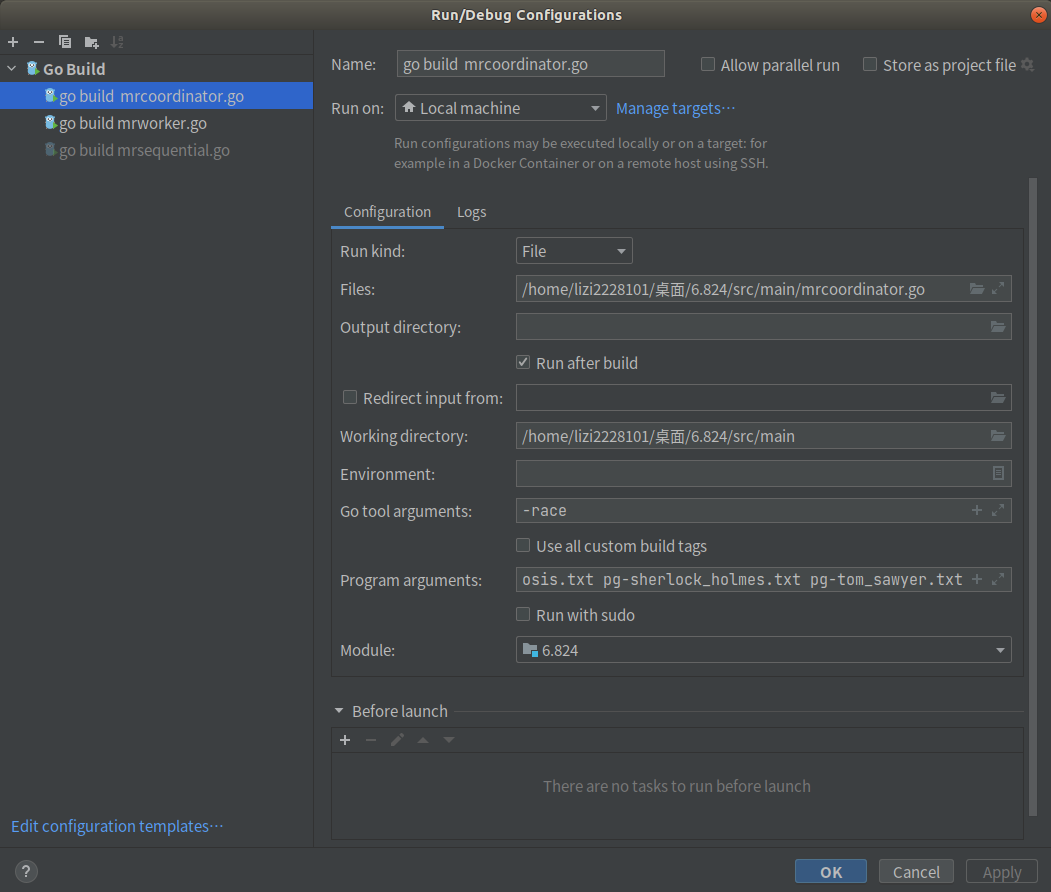 Run/Debug Configurations
Go Build
go build mrcoordinator.go
go build mrworker.go
go build mrsequential.go
Edit configuration templates...
Name: go build mrcoordinator.go Allow parallel run Store as project file
Run on: Local machine Manage targets...
Run configurations may be executed locally or on a target: for
example in a Docker Container or on a remote host using SSH.
Configuration Logs
Run kind: File
Files: /home/lizi2228101/桌面/6.824/src/main/mrcoordinator.go
Output directory:
Run after build
Redirect input from:
Working directory: /home/lizi2228101/桌面/6.824/src/main
Environment:
Go tool arguments: -race
Use all custom build tags
Program arguments: osis.txt pg-sherlock_holmes.txt pg-tom_sawyer.txt
Run with sudo
Module: 6.824
Before launch
There are no tasks to run before launch
? OK Cancel Apply